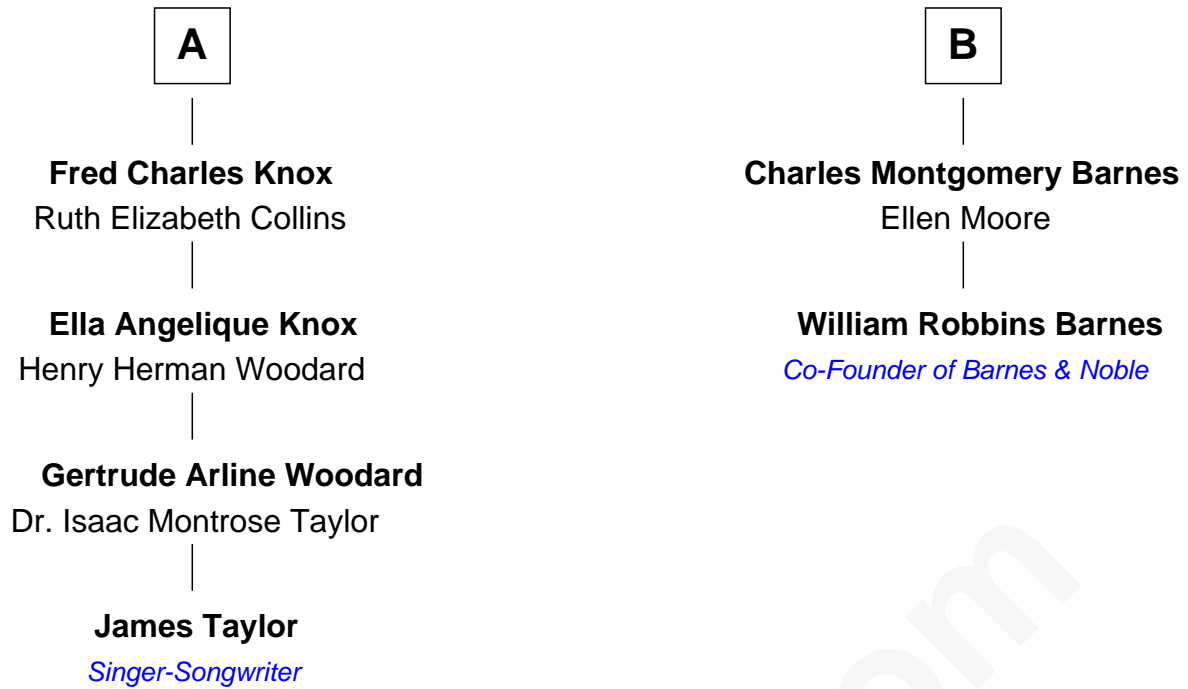 A
Fred Charles Knox
Ruth Elizabeth Collins
Ella Angelique Knox
Henry Herman Woodard
Gertrude Arline Woodard
Dr. Isaac Montrose Taylor
James Taylor
Singer-Songwriter
B
Charles Montgomery Barnes
Ellen Moore
William Robbins Barnes
Co-Founder of Barnes & Noble
om